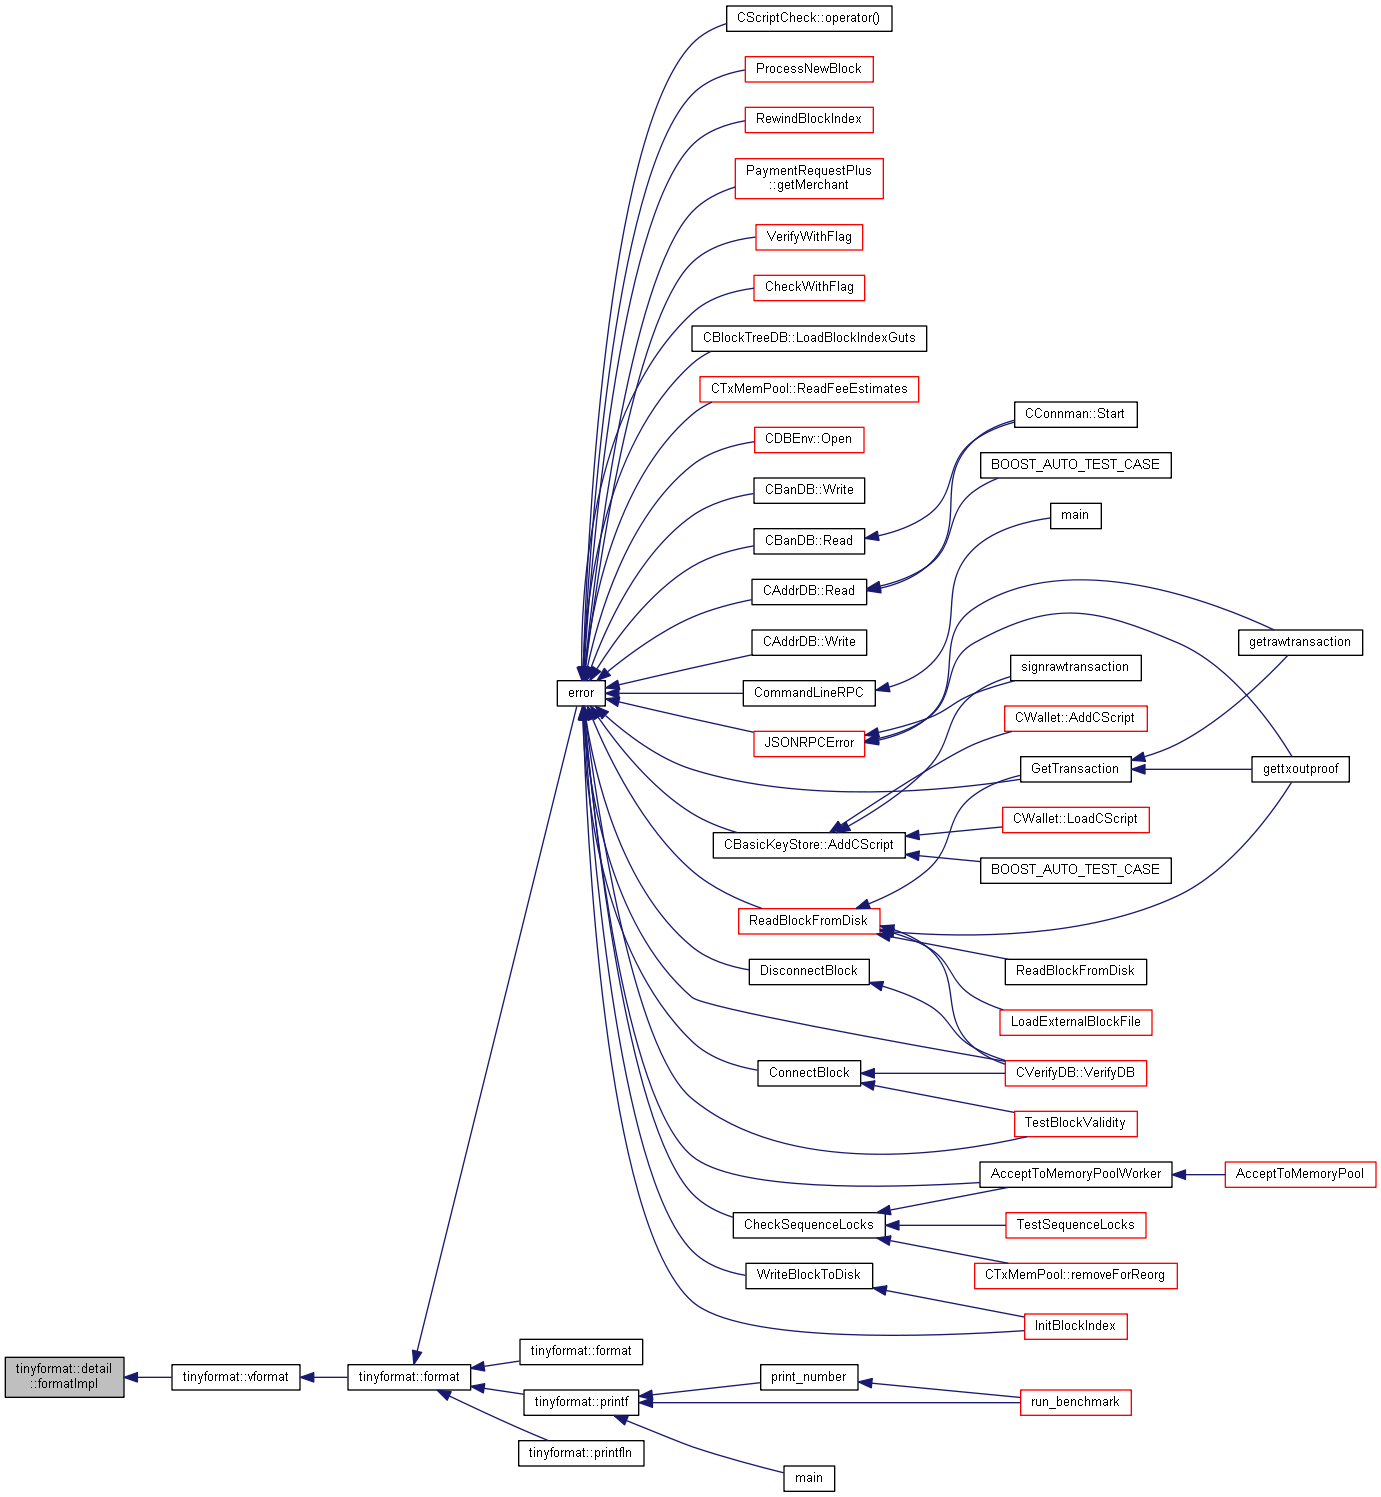 CScriptCheck::operator()
ProcessNewBlock
RewindBlockIndex
PaymentRequestPlus
::getMerchant
VerifyWithFlag
CheckWithFlag
CBlockTreeDB::LoadBlockIndexGuts
CTxMemPool::ReadFeeEstimates
CConnman::Start
CDBEnv::Open
BOOST_AUTO_TEST_CASE
CBanDB::Write
main
CBanDB::Read
CAddrDB::Read
CAddrDB::Write
getrawtransaction
signrawtransaction
error
CommandLineRPC
CWallet::AddCScript
JSONRPCError
GetTransaction
gettxoutproof
CWallet::LoadCScript
CBasicKeyStore::AddCScript
BOOST_AUTO_TEST_CASE
ReadBlockFromDisk
DisconnectBlock
ReadBlockFromDisk
LoadExternalBlockFile
ConnectBlock
CVerifyDB::VerifyDB
TestBlockValidity
AcceptToMemoryPoolWorker
AcceptToMemoryPool
CheckSequenceLocks
TestSequenceLocks
WriteBlockToDisk
CTxMemPool::removeForReorg
InitBlockIndex
tinyformat::format
tinyformat::detail
::formatImpl
tinyformat::vformat
tinyformat::format
print_number
tinyformat::printf
run_benchmark
tinyformat::printfln
main